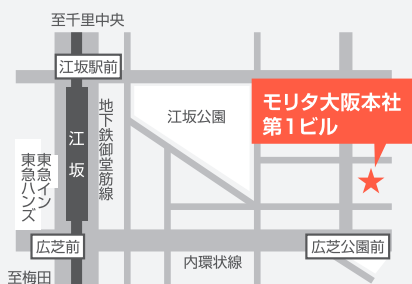 至千里中央
江坂駅前
モリタ大阪本社
第1ビル
江坂公園
地下鉄御堂筋線
江坂
東急イン
東急ハンズ
広芝前
広芝公園前
内環状線
至梅田